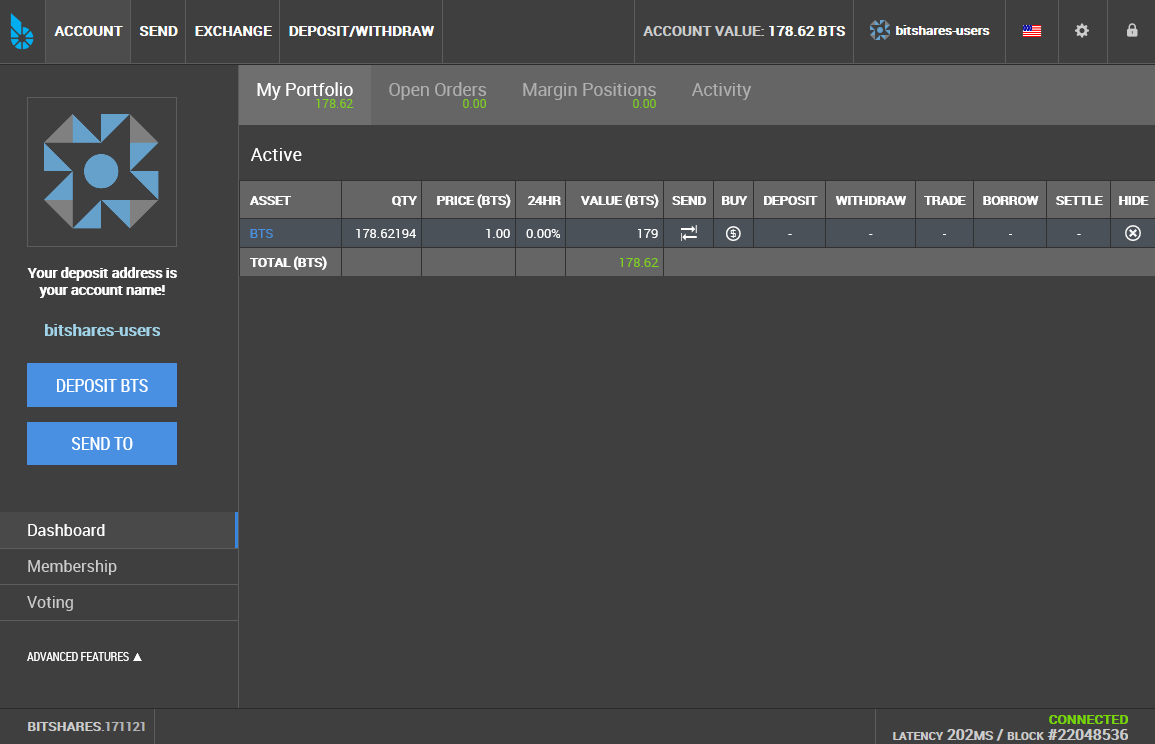 ACCOUNT SEND EXCHANGE DEPOSIT/WITHDRAW ACCOUNT VALUE: 178.62 BTS bitshares-users
My Portfolio Open Orders Margin Positions Activity
178.62 0.00 0.00
Active
ASSET QTY PRICE (BTS) 24HR VALUE (BTS) SEND BUY DEPOSIT WITHDRAW TRADE BORROW SETTLE HIDE
BTS 178.62194 1.00 0.00% 179 - - - - -
TOTAL (BTS) 178.62
Your deposit address is
your account name!
bitshares-users
DEPOSIT BTS
SEND TO
Dashboard
Membership
Voting
ADVANCED FEATURES ▲
BITSHARES.171121
CONNECTED
LATENCY 202MS / BLOCK #22048536